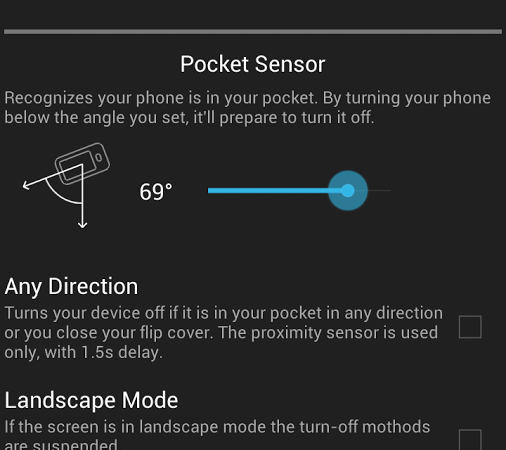 Pocket Sensor
Recognizes your phone is in your pocket. By turning your phone
below the angle you set, it'll prepare to turn it off.
69°
Any Direction
Turns your device off if it is in your pocket in any direction
or you close your flip cover. The proximity sensor is used
only, with 1.5s delay.
Landscape Mode
If the screen is in landscape mode the turn-off mothods
are suspended